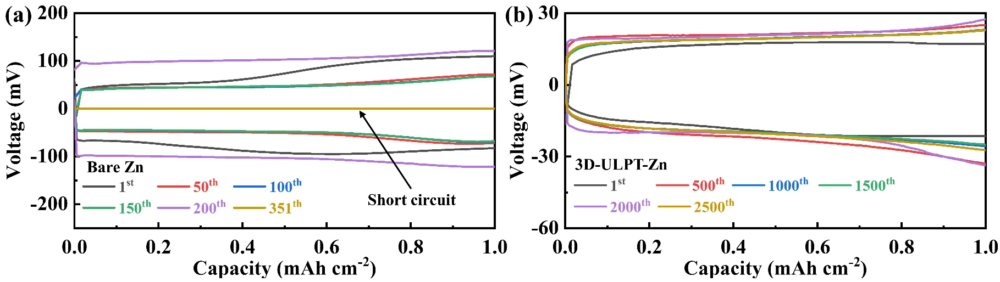 (a)
200
100
0
-100
-200
Voltage (mV)
Bare Zn
1st 50th 100th
150th 200th 351th
Short circuit
0.0 0.2 0.4 0.6 0.8 1.0
Capacity (mAh cm-2)
(b)
30
0
-30
-60
Voltage (mV)
3D-ULPT-Zn
1st 500th 1000th 1500th
2000th 2500th
0.0 0.2 0.4 0.6 0.8 1.0
Capacity (mAh cm-2)